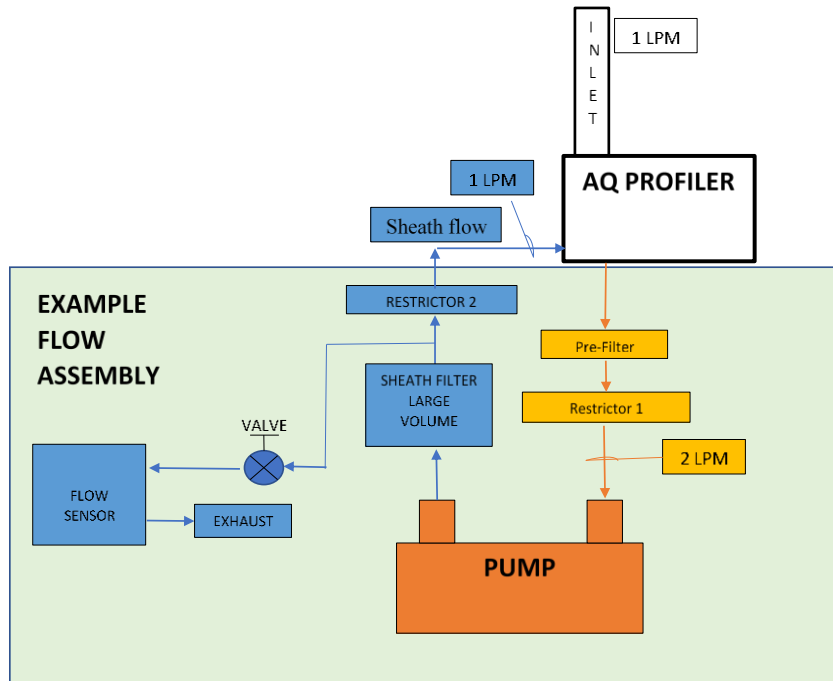 I
N
L
E
T
1 LPM
AQ PROFILER
1 LPM
Sheath flow
EXAMPLE
FLOW
ASSEMBLY
RESTRICTOR 2
Pre-Filter
SHEATH FILTER
LARGE
VOLUME
Restrictor 1
VALVE
2 LPM
FLOW
SENSOR
EXHAUST
PUMP